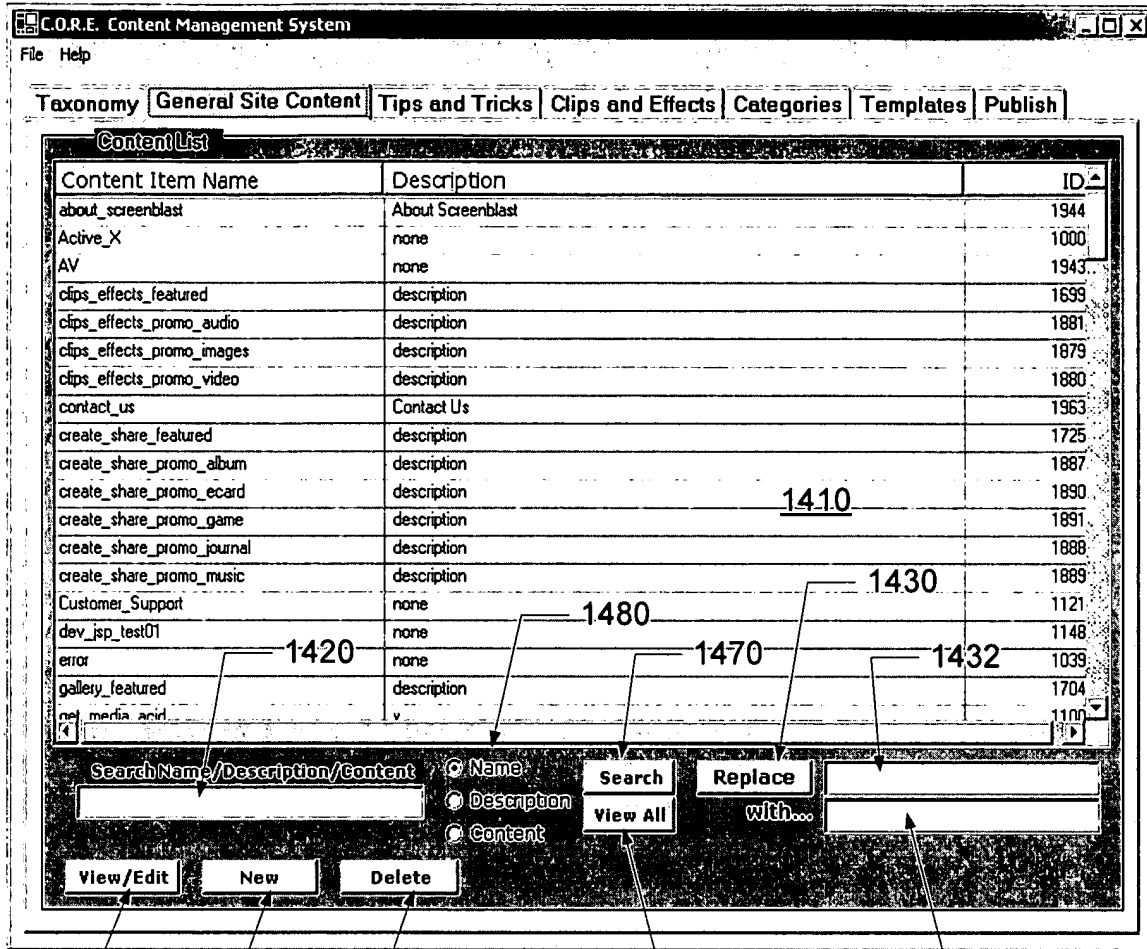 C.O.R.E. Content Management System
File Help
Taxonomy General Site Content Tips and Tricks Clips and Effects Categories Templates Publish
Content List
Content Item Name Description ID
about_screenblast About Screenblast 1944
Active_X none 1000
AV none 1943
clips_effects_featured description 1699
clips_effects_promo_audio description 1881
clips_effects_promo_images description 1879
clips_effects_promo_video description 1880
contact_us Contact Us 1963
create_share_featured description 1725
create_share_promo_album description 1887
create_share_promo_ecard description 1890
1410
create_share_promo_game description 1891
create_share_promo_journal description 1888
create_share_promo_music description 1889
1430
Customer_Support none 1121
1480
dev_jsp_test01 none 1148
1420 1470 1432
error none 1039
gallery_featured description 1704
get_media_acid v 1100
Search Name/Description/Content Name Search Replace
Description View All with...
Content
View/Edit New Delete